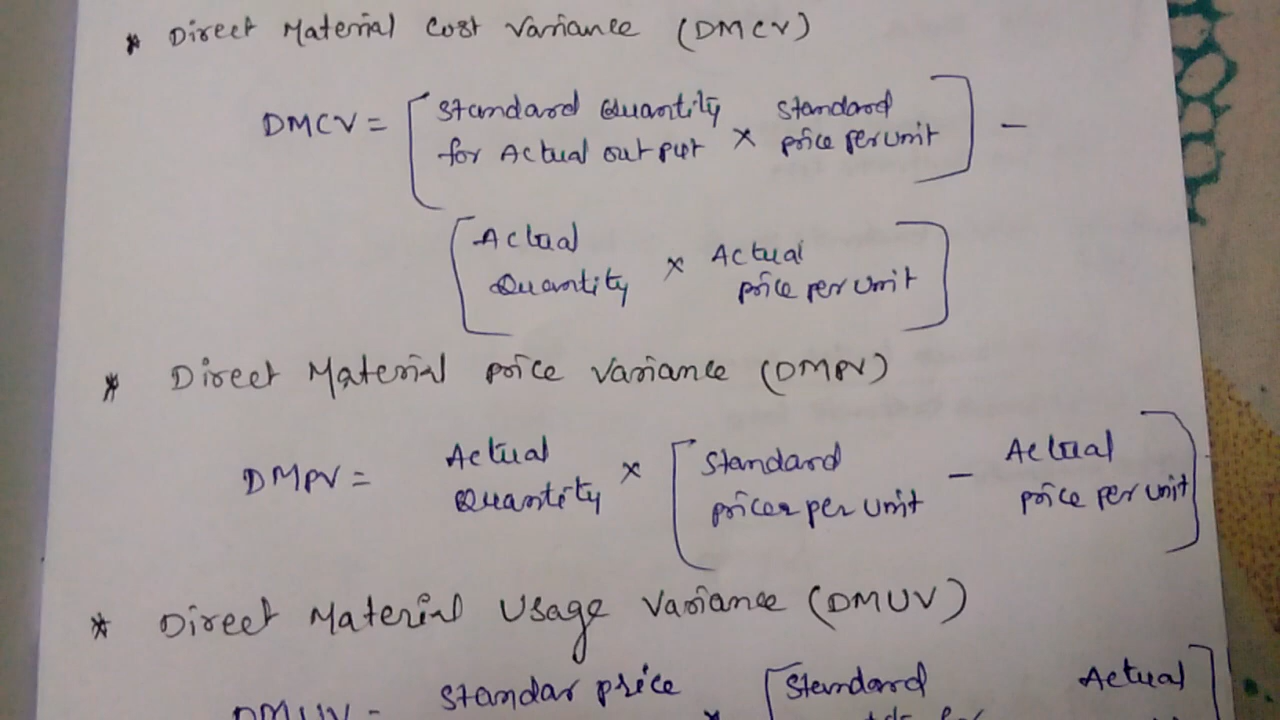 * Direct Material Cost Variance (DMCV)
DMCV = [ Standard Quantity for Actual output × Standard price per unit ] -
[ Actual Quantity × Actual price per unit ]
* Direct Material price Variance (DMPV)
DMPV = Actual Quantity × [ Standard pricer per unit - Actual price per unit ]
* Direct Material Usage Variance (DMUV)
DMUV = Standar price × [ Standard Actual